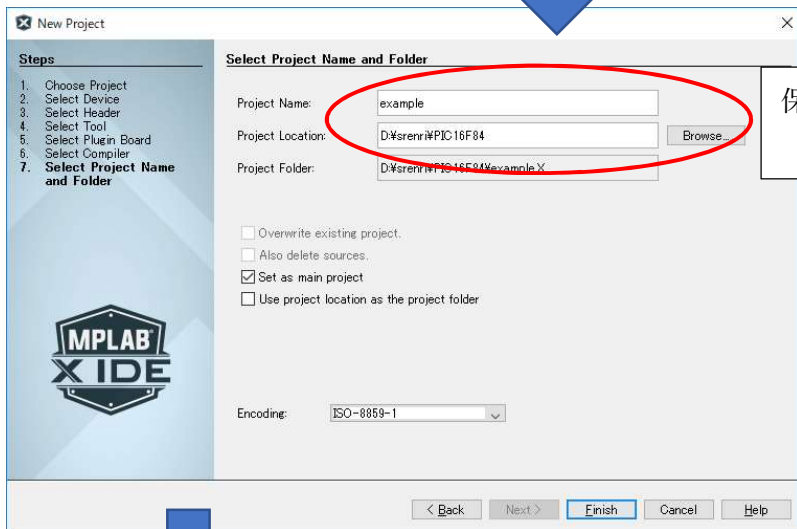 New Project
Steps
1. Choose Project
2. Select Device
3. Select Header
4. Select Tool
5. Select Plugin Board
6. Select Compiler
7. Select Project Name
and Folder
MPLAB
X IDE
Select Project Name and Folder
Project Name: example
Project Location: D:¥srenri¥PIC16F84 Browse...
Project Folder: D:¥srenri¥PIC16F84¥example.X
Overwrite existing project.
Also delete sources.
Set as main project
Use project location as the project folder
Encoding: ISO-8859-1
< Back Next > Finish Cancel Help